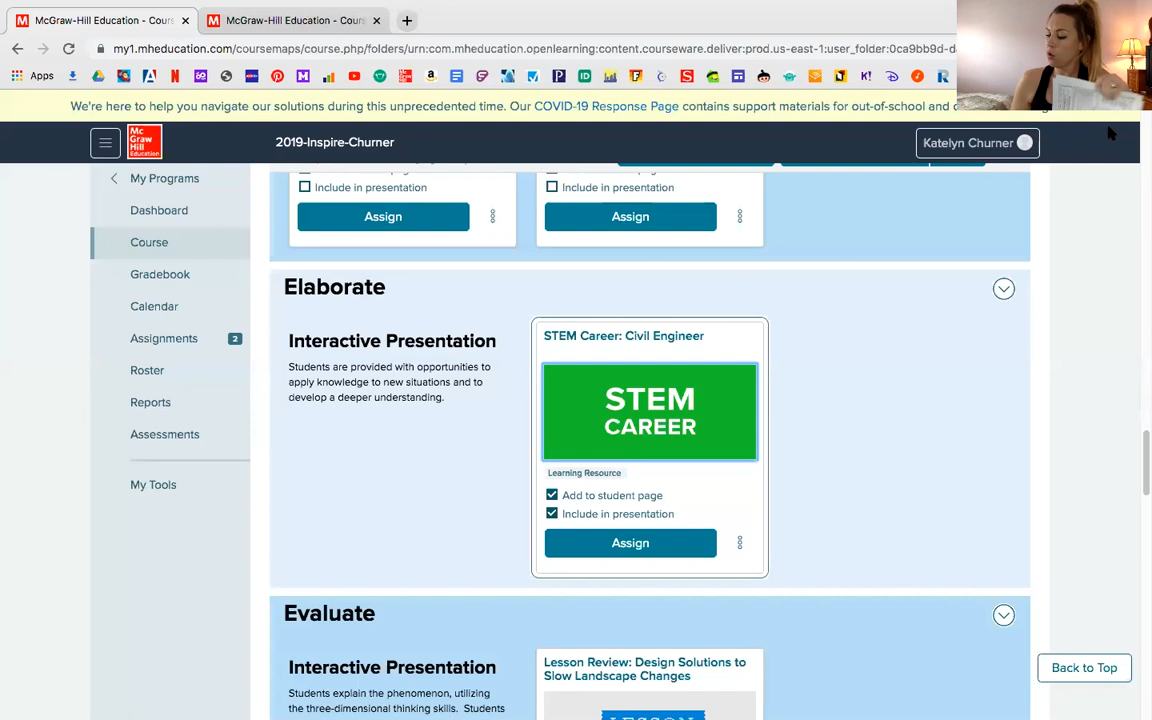 McGraw-Hill Education - Cours
McGraw-Hill Education - Cours
my1.mheducation.com/coursemaps/course.php/folders/urn:com.mheducation.openlearning:content.courseware.deliver:prod.us-east-1:user_folder:0ca9bb9d-d
Apps
We're here to help you navigate our solutions during this unprecedented time. Our COVID-19 Response Page contains support materials for out-of-school and
Mc
Graw
Hill
Education
2019-Inspire-Churner
Katelyn Churner
My Programs
Dashboard
Course
Gradebook
Calendar
Assignments 2
Roster
Reports
Assessments
My Tools
Include in presentation
Include in presentation
Assign
Assign
Elaborate
Interactive Presentation
Students are provided with opportunities to
apply knowledge to new situations and to
develop a deeper understanding.
STEM Career: Civil Engineer
STEM
CAREER
Learning Resource
Add to student page
Include in presentation
Assign
Evaluate
Interactive Presentation
Students explain the phenomenon, utilizing
the three-dimensional thinking skills. Students
Lesson Review: Design Solutions to
Slow Landscape Changes
LESSON
Back to Top